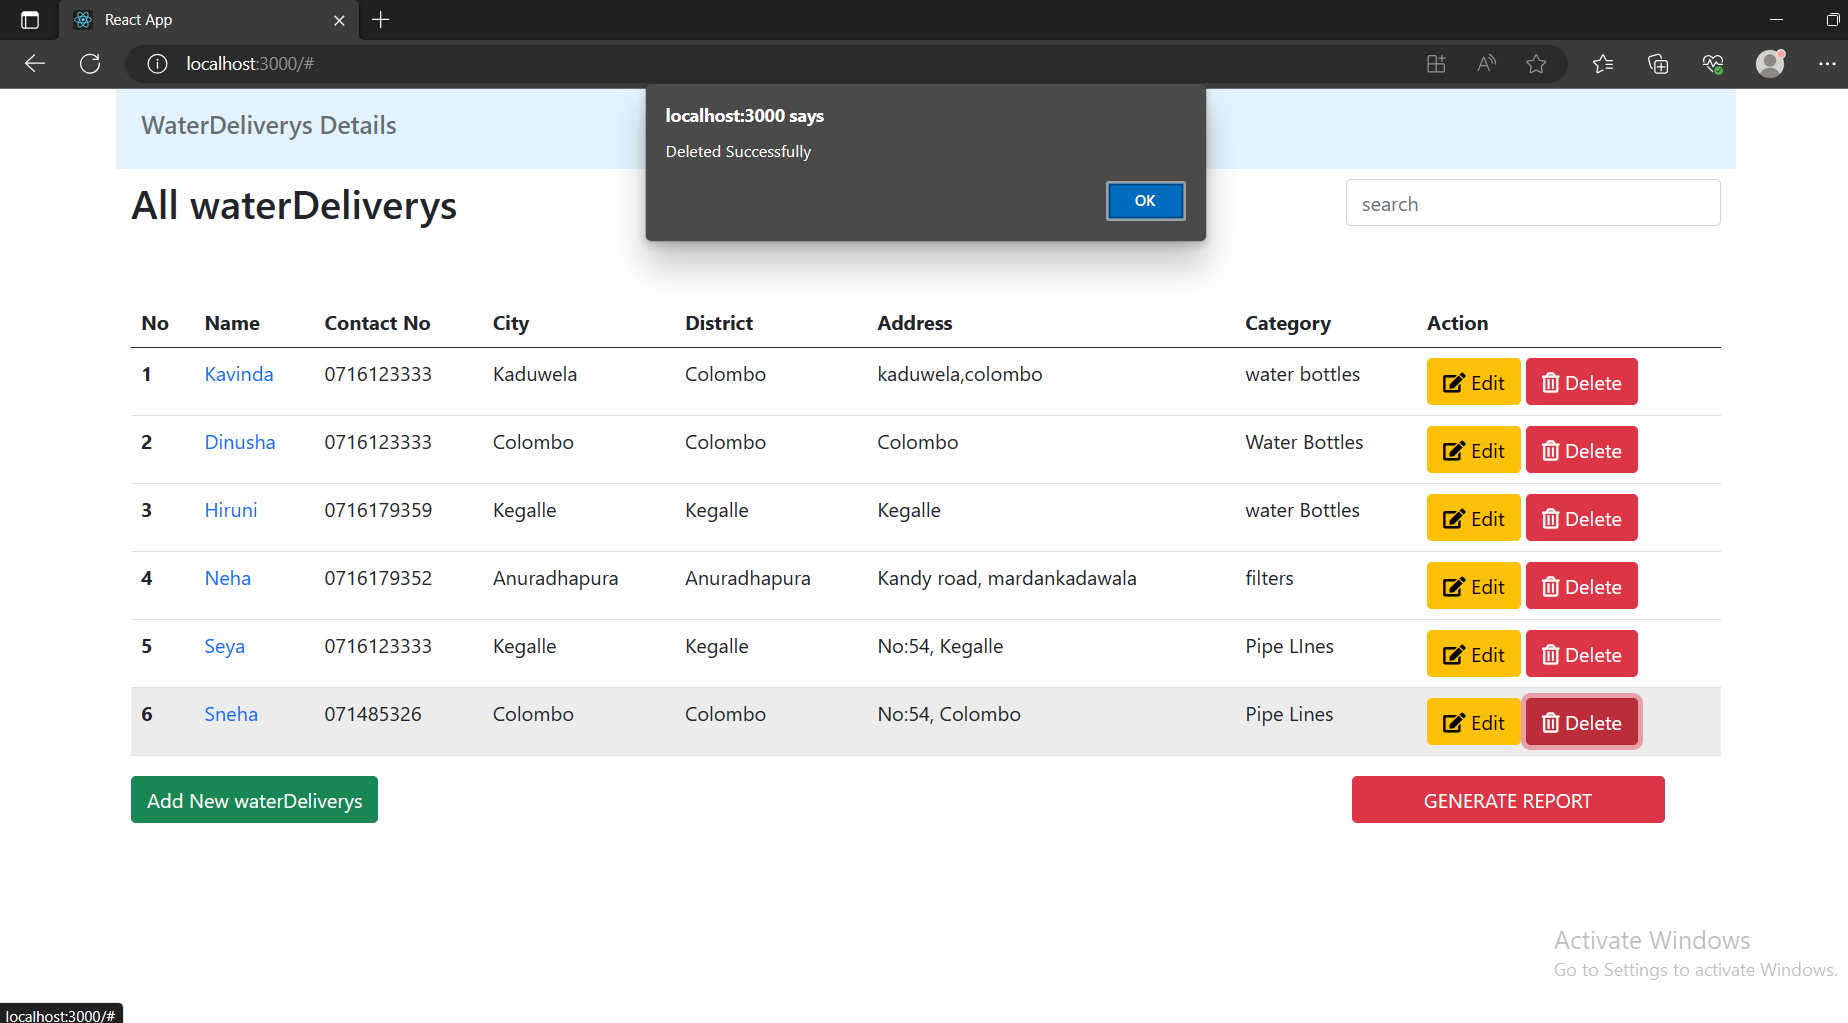 React App
localhost:3000/#
WaterDeliverys Details
localhost:3000 says
Deleted Successfully
OK
All waterDeliverys
search
No Name Contact No City District Address Category Action
1 Kavinda 0716123333 Kaduwela Colombo kaduwela,colombo water bottles Edit Delete
2 Dinusha 0716123333 Colombo Colombo Colombo Water Bottles Edit Delete
3 Hiruni 0716179359 Kegalle Kegalle Kegalle water Bottles Edit Delete
4 Neha 0716179352 Anuradhapura Anuradhapura Kandy road, mardankadawala filters Edit Delete
5 Seya 0716123333 Kegalle Kegalle No:54, Kegalle Pipe LInes Edit Delete
6 Sneha 071485326 Colombo Colombo No:54, Colombo Pipe Lines Edit Delete
Add New waterDeliverys GENERATE REPORT
Activate Windows
Go to Settings to activate Windows.
localhost:3000/#